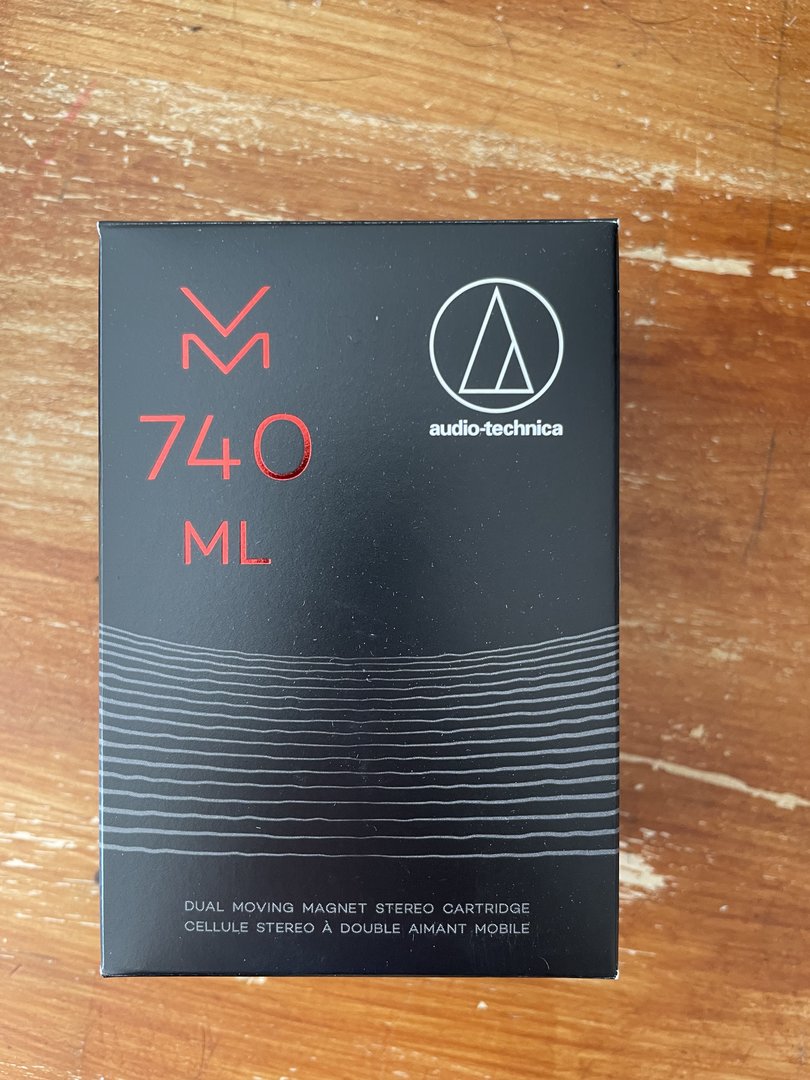 VM
740
ML
audio-technica
DUAL MOVING MAGNET STEREO CARTRIDGE
CELLULE STEREO À DOUBLE AIMANT MOBILE